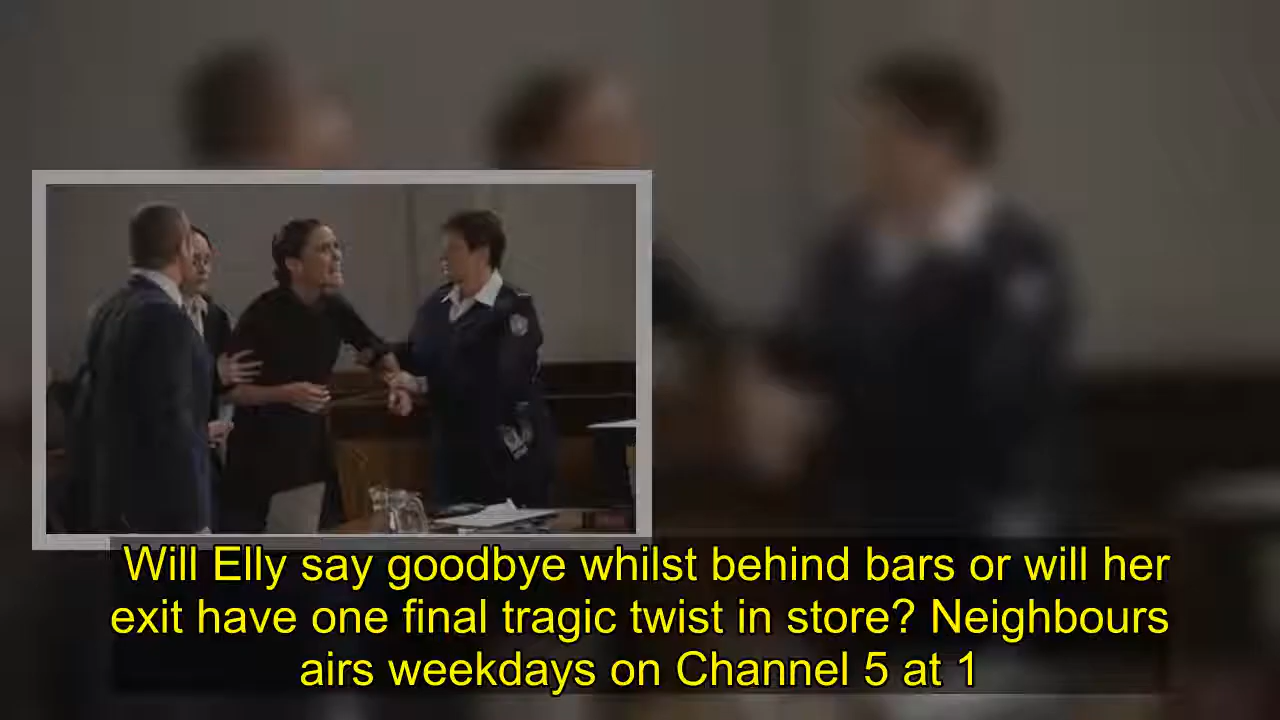 Will Elly say goodbye whilst behind bars or will her
exit have one final tragic twist in store? Neighbours
airs weekdays on Channel 5 at 1